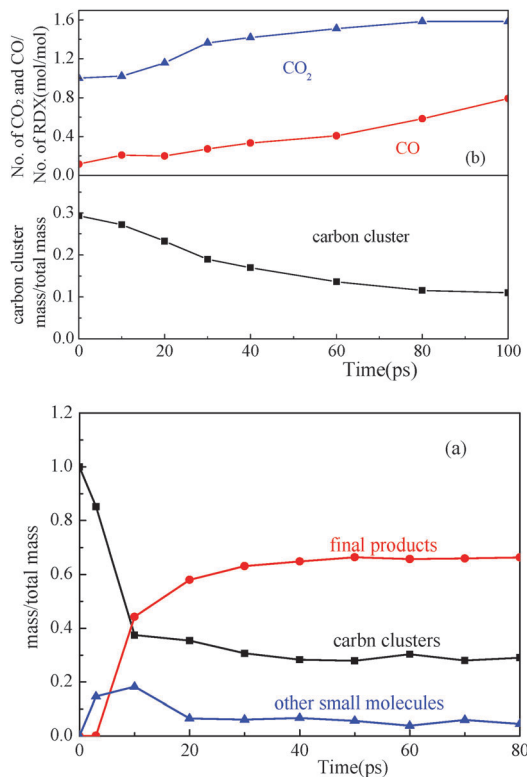 No. of CO₂ and CO/
No. of RDX(mol/mol)
1.6
1.2
0.8
0.4
0.0
CO₂
CO
(b)
carbon cluster
mass/total mass
0.3
0.2
0.1
0.0
carbon cluster
0 20 40 60 80 100
Time(ps)
(a)
mass/total mass
1.0
0.8
0.6
0.4
0.2
0.0
final products
carbn clusters
other small molecules
0 20 40 60 80
Time(ps)